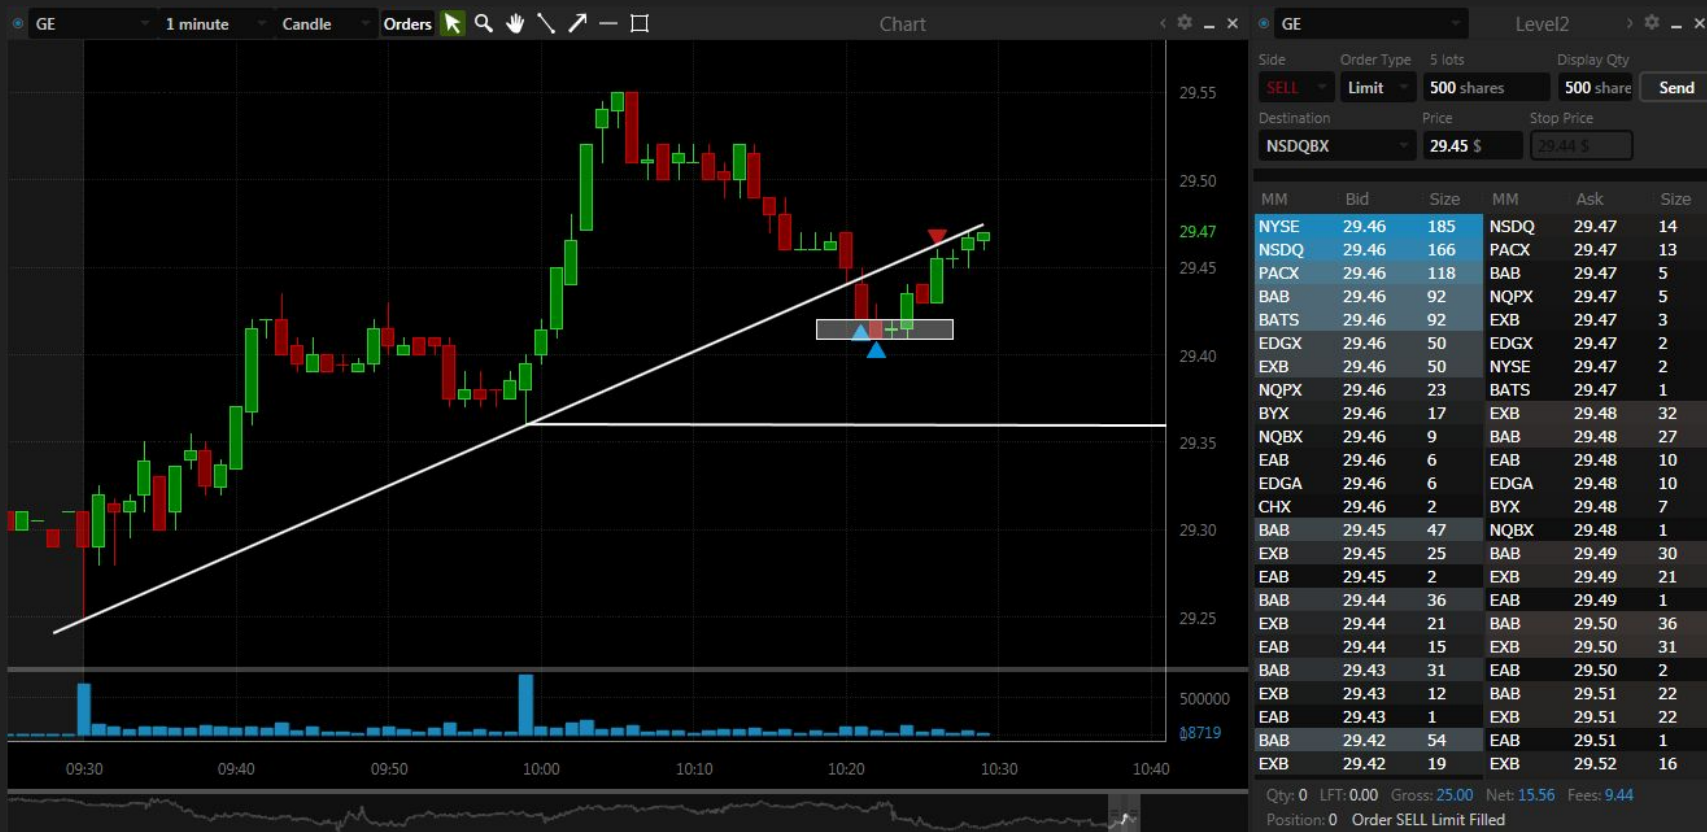 GE 1 minute Candle Orders Chart
29.55
29.50
29.47
29.45
29.40
29.35
29.30
29.25
500000
18719
09:30 09:40 09:50 10:00 10:10 10:20 10:30 10:40
GE Level2
Side Order Type 5 lots Display Qty
SELL Limit 500 shares 500 share Send
Destination Price Stop Price
NSDQBX 29.45 $ 29.44 $
MM Bid Size MM Ask Size
NYSE 29.46 185 NSDQ 29.47 14
NSDQ 29.46 166 PACX 29.47 13
PACX 29.46 118 BAB 29.47 5
BAB 29.46 92 NQPX 29.47 5
BATS 29.46 92 EXB 29.47 3
EDGX 29.46 50 EDGX 29.47 2
EXB 29.46 50 NYSE 29.47 2
NQPX 29.46 23 BATS 29.47 1
BYX 29.46 17 EXB 29.48 32
NQBX 29.46 9 BAB 29.48 27
EAB 29.46 6 EAB 29.48 10
EDGA 29.46 6 EDGA 29.48 10
CHX 29.46 2 BYX 29.48 7
BAB 29.45 47 NQBX 29.48 1
EXB 29.45 25 BAB 29.49 30
EAB 29.45 2 EXB 29.49 21
BAB 29.44 36 EAB 29.49 1
EXB 29.44 21 BAB 29.50 36
EAB 29.44 15 EXB 29.50 31
BAB 29.43 31 EAB 29.50 2
EXB 29.43 12 BAB 29.51 22
EAB 29.43 1 EXB 29.51 22
BAB 29.42 54 EAB 29.51 1
EXB 29.42 19 EXB 29.52 16
Qty: 0 LFT: 0.00 Gross: 25.00 Net: 15.56 Fees: 9.44
Position: 0 Order SELL Limit Filled